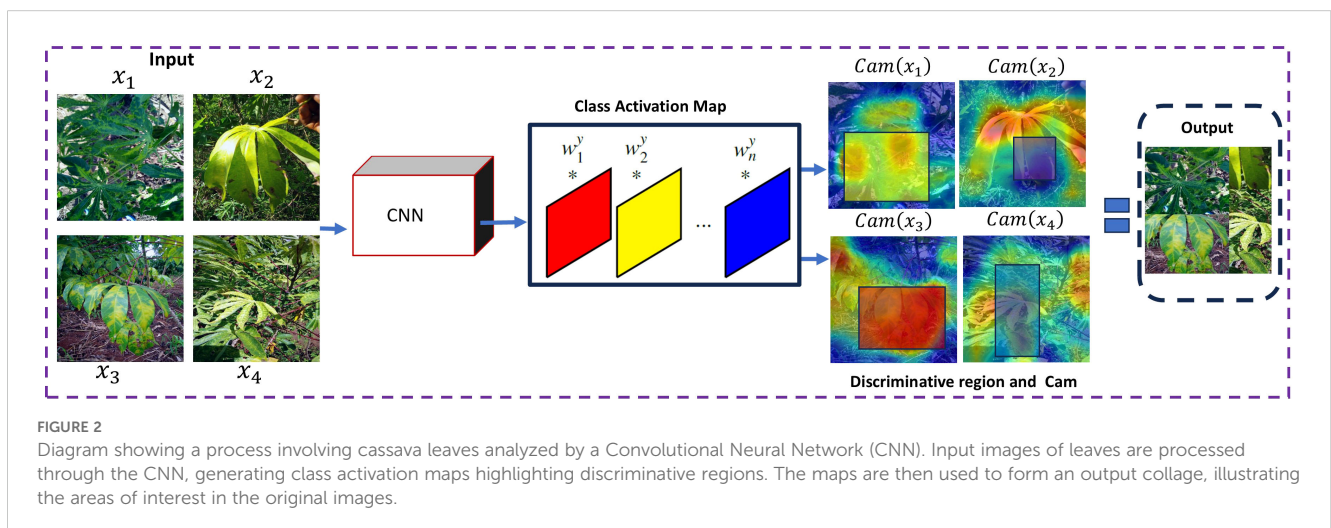 Input
x₁
x₂
x₃
x₄
CNN
Class Activation Map
w₁ʸ w₂ʸ wₙʸ
* * *
...
Cam(x₁) Cam(x₂)
Cam(x₃) Cam(x₄)
Discriminative region and Cam
Output
FIGURE 2
Diagram showing a process involving cassava leaves analyzed by a Convolutional Neural Network (CNN). Input images of leaves are processed
through the CNN, generating class activation maps highlighting discriminative regions. The maps are then used to form an output collage, illustrating
the areas of interest in the original images.